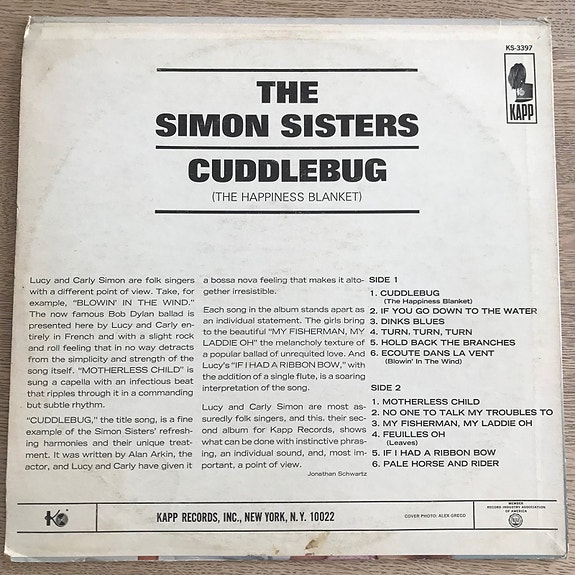 KS-3397
KAPP
THE
SIMON SISTERS
CUDDLEBUG
(THE HAPPINESS BLANKET)
Lucy and Carly Simon are folk singers
with a different point of view. Take, for
example, "BLOWIN' IN THE WIND."
The now famous Bob Dylan ballad is
presented here by Lucy and Carly en-
tirely in French and with a slight rock
and roll feeling that in no way detracts
from the simplicity and strength of the
song itself. "MOTHERLESS CHILD" is
sung a capella with an infectious beat
that ripples through it in a commanding
but subtle rhythm.
"CUDDLEBUG," the title song, is a fine
example of the Simon Sisters' refresh-
ing harmonies and their unique treat-
ment. It was written by Alan Arkin, the
actor, and Lucy and Carly have given it
a bossa nova feeling that makes it alto-
gether irresistible.
Each song in the album stands apart as
an individual statement. The girls bring
to the beautiful "MY FISHERMAN, MY
LADDIE OH" the melancholy texture of
a popular ballad of unrequited love. And
Lucy's "IF I HAD A RIBBON BOW," with
the addition of a single flute, is a soaring
interpretation of the song.
Lucy and Carly Simon are most as-
suredly folk singers, and this, their sec-
ond album for Kapp Records, shows
what can be done with instinctive phras-
ing, an individual sound, and, most im-
portant, a point of view.
Jonathan Schwartz
SIDE 1
1. CUDDLEBUG
(The Happiness Blanket)
2. IF YOU GO DOWN TO THE WATER
3. DINKS BLUES
4. TURN, TURN, TURN
5. HOLD BACK THE BRANCHES
6. ECOUTE DANS LA VENT
(Blowin' In The Wind)
SIDE 2
1. MOTHERLESS CHILD
2. NO ONE TO TALK MY TROUBLES TO
3. MY FISHERMAN, MY LADDIE OH
4. FEUILLES OH
(Leaves)
5. IF I HAD A RIBBON BOW
6. PALE HORSE AND RIDER
KAPP RECORDS, INC., NEW YORK, N. Y. 10022
COVER PHOTO: ALEX GRECO
MEMBER
RECORD INDUSTRY ASSOCIATION
OF AMERICA